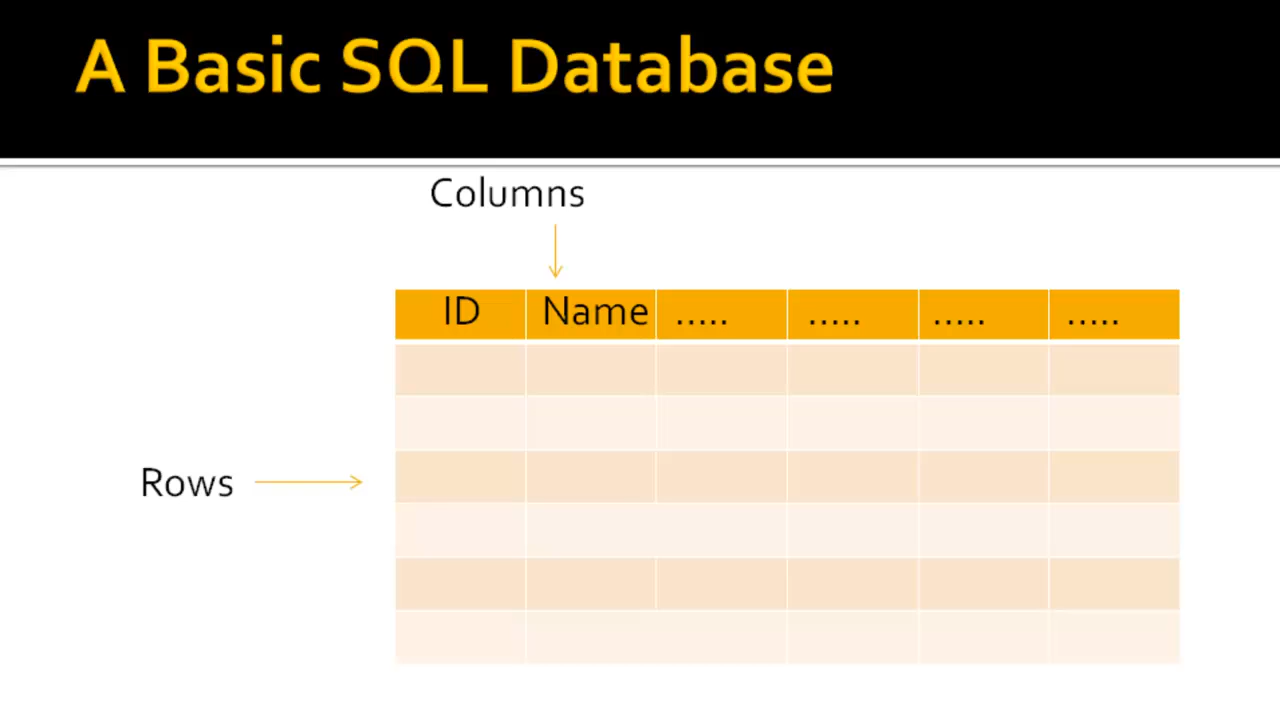 A Basic SQL Database
Columns
ID Name ..... ..... ..... .....
Rows